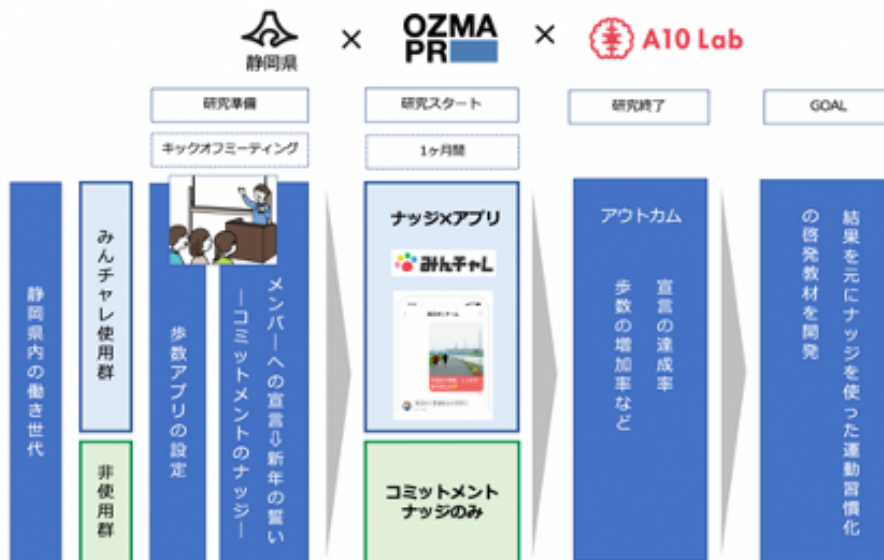 静岡県
×
OZMA
PR
×
A10 Lab
研究準備
研究スタート
研究終了
GOAL
キックオフミーティング
1ヶ月間
静岡県内の働き世代
みんチャレ使用群
非使用群
歩数アプリの設定
メンバーへの宣言⇨新年の誓い
―コミットメントのナッジ―
ナッジ×アプリ
みんチャレ
コミットメント
ナッジのみ
アウトカム
宣言の達成率
歩数の増加率など
結果を元にナッジを使った運動習慣化
の啓発教材を開発